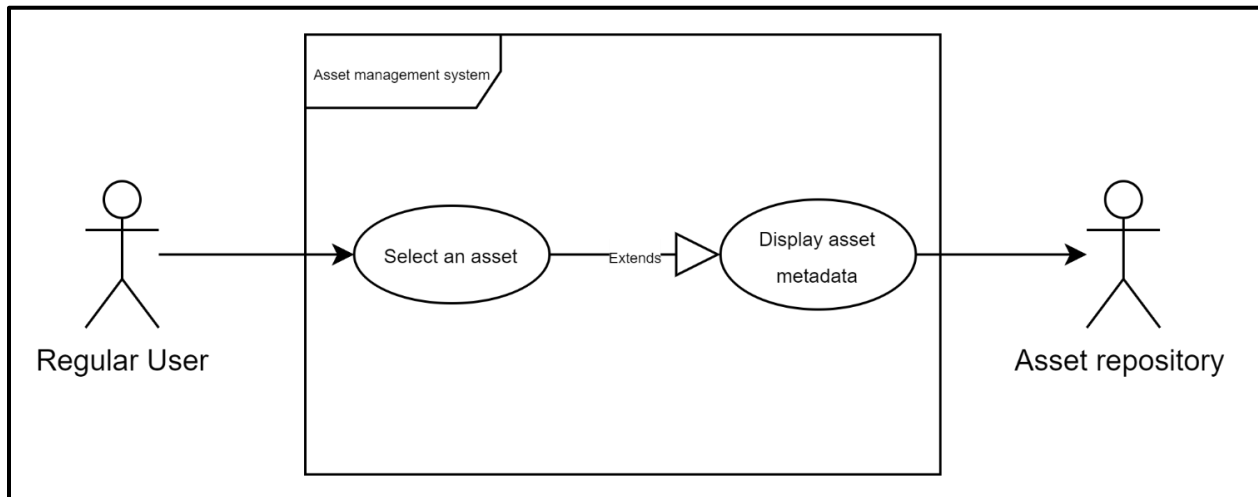 Asset management system
Select an asset
Extends
Display asset
metadata
Regular User
Asset repository